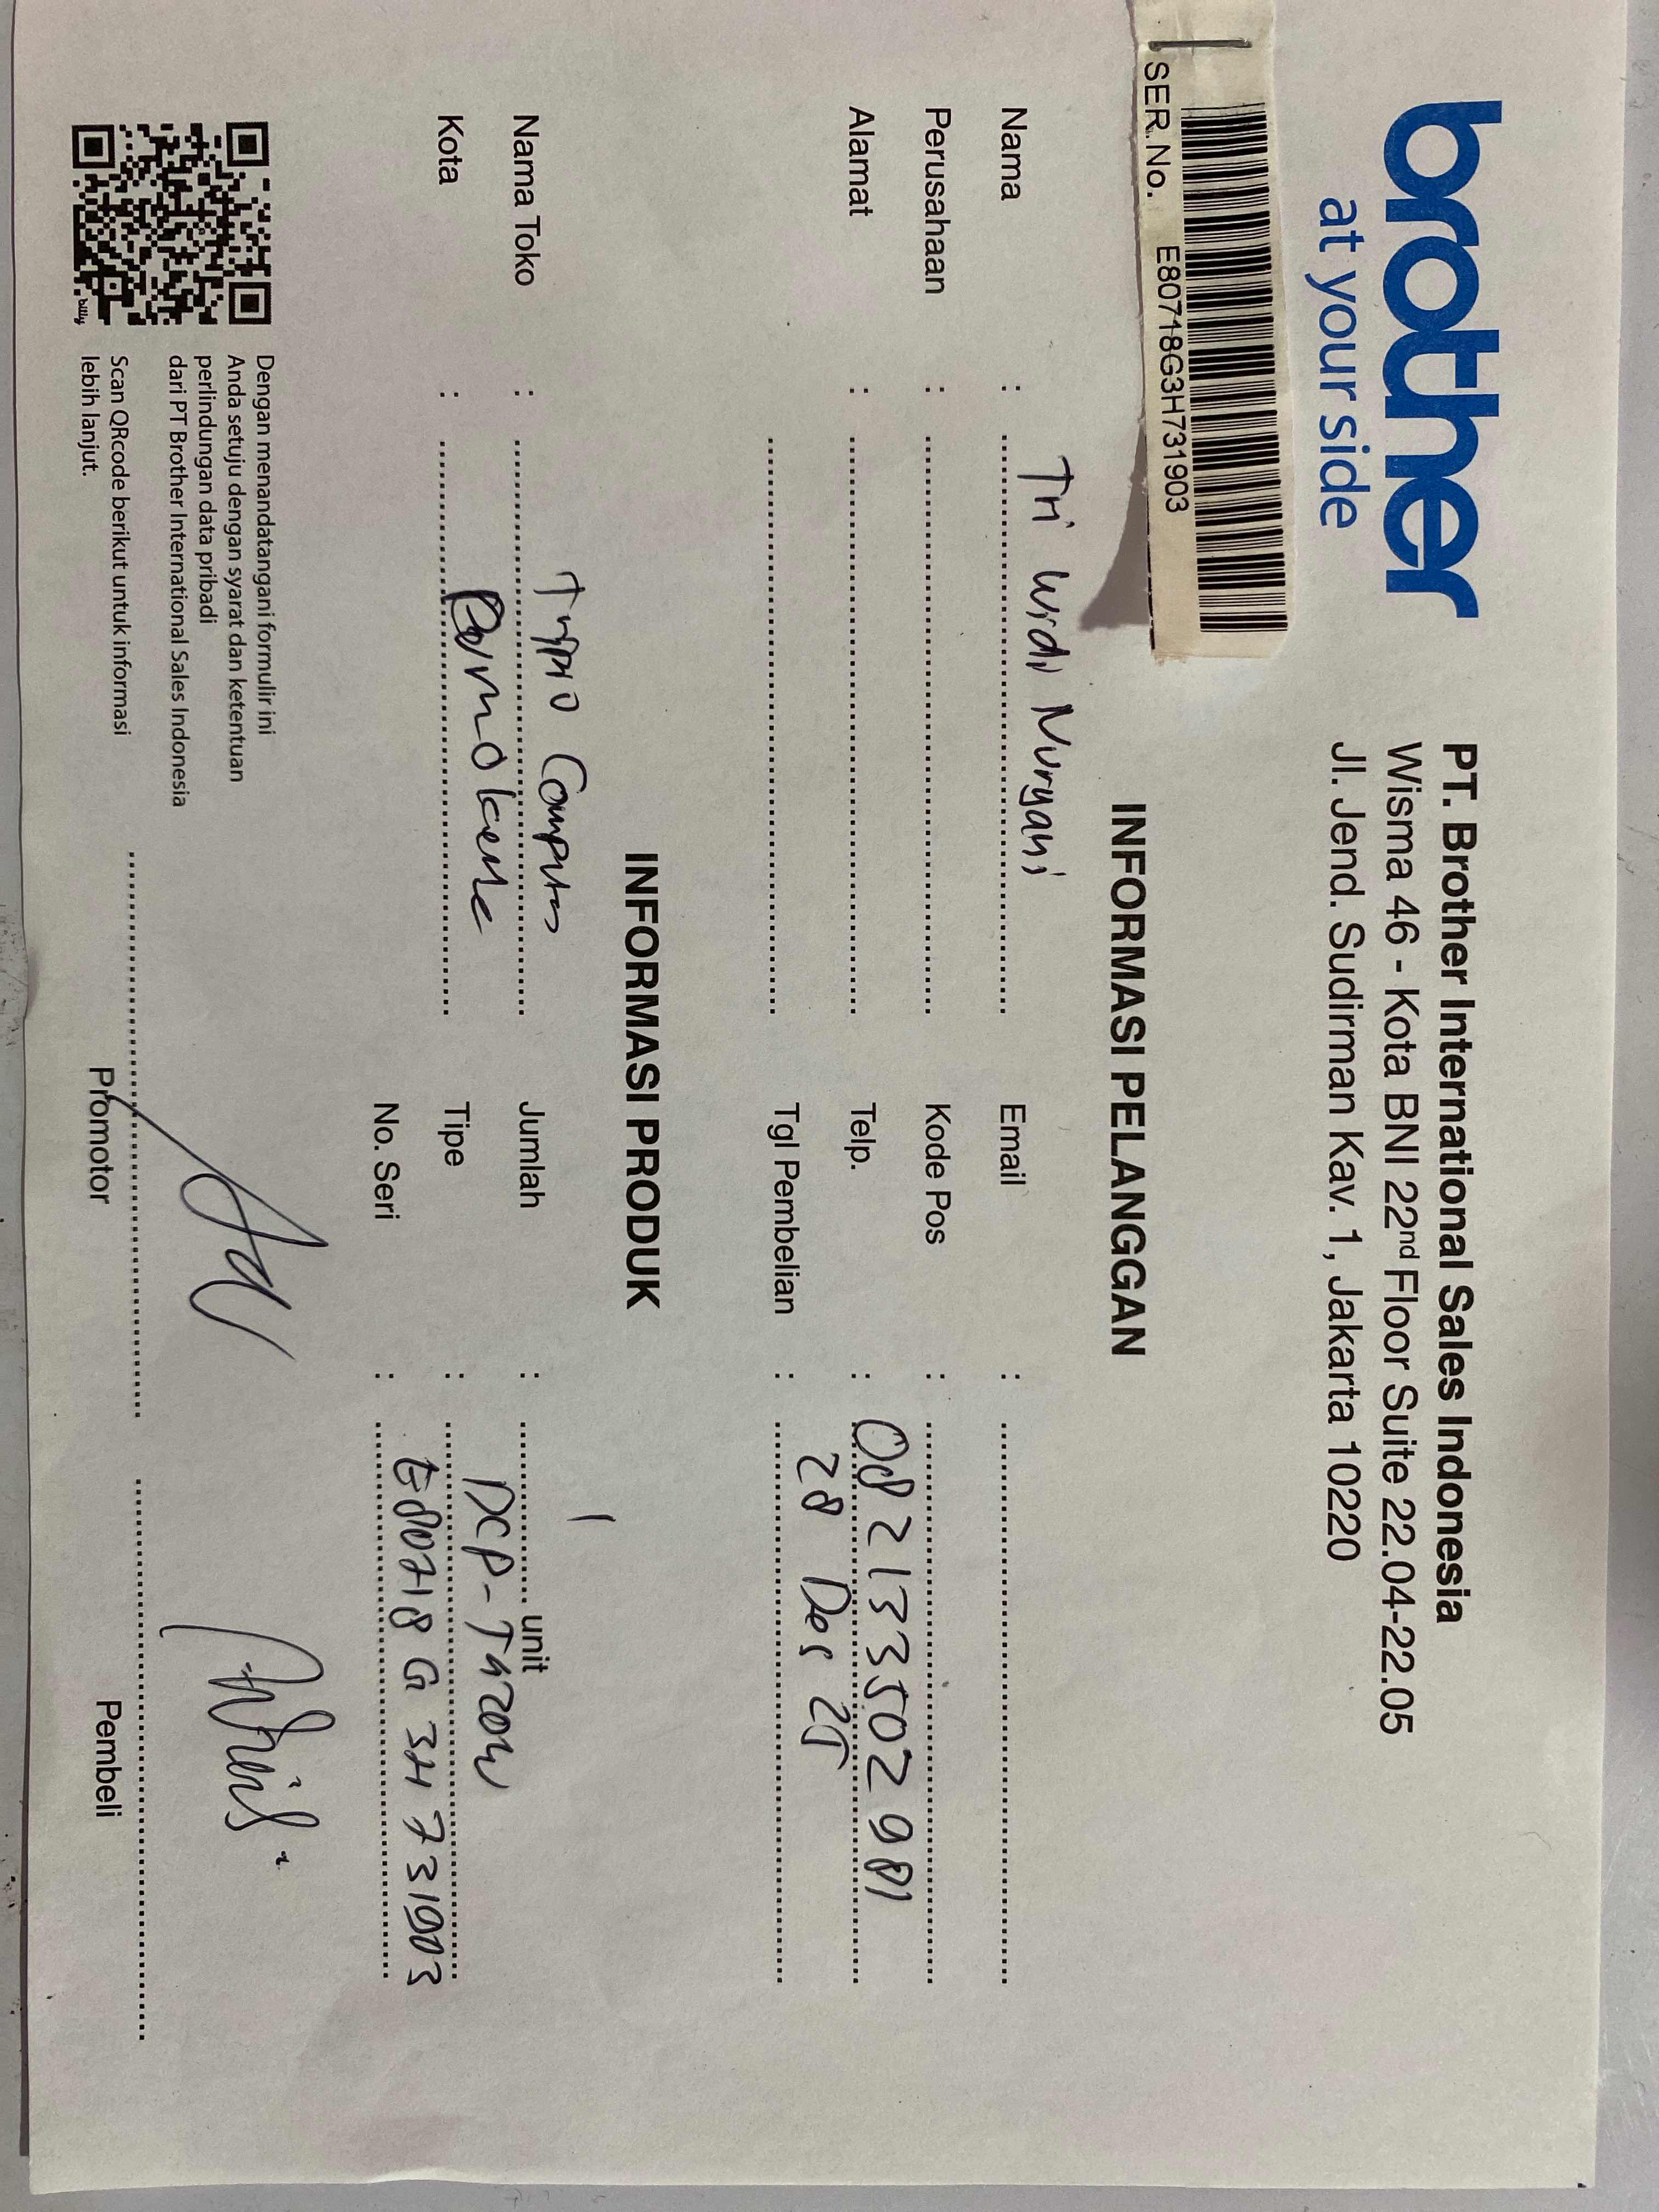 brother
at your side
PT. Brother International Sales Indonesia
Wisma 46 - Kota BNI 22nd Floor Suite 22.04-22.05
Jl. Jend. Sudirman Kav. 1, Jakarta 10220
SER.No. E80718G3H731903
INFORMASI PELANGGAN
Nama : Tri Widi Nuryani
Email :
Perusahaan :
Kode Pos :
Alamat :
Telp. : 082133502981
Tgl Pembelian : 28 Des 25
INFORMASI PRODUK
Nama Toko : Computer
Jumlah : 1 unit
Kota :
Tipe : DCP-T420W
No. Seri : E80718G3H731903
Dengan menandatangani formulir ini
Anda setuju dengan syarat dan ketentuan
perlindungan data pribadi
dari PT Brother International Sales Indonesia
Scan QRcode berikut untuk informasi
lebih lanjut.
bitly
Promotor
Pembeli